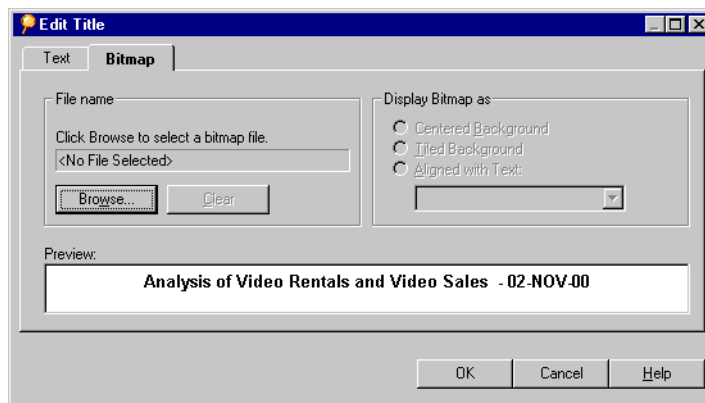 Edit Title
Text Bitmap
File name
Click Browse to select a bitmap file.
<No File Selected>
Browse... Clear
Display Bitmap as
Centered Background
Tiled Background
Aligned with Text:
Preview:
Analysis of Video Rentals and Video Sales - 02-NOV-00
OK Cancel Help